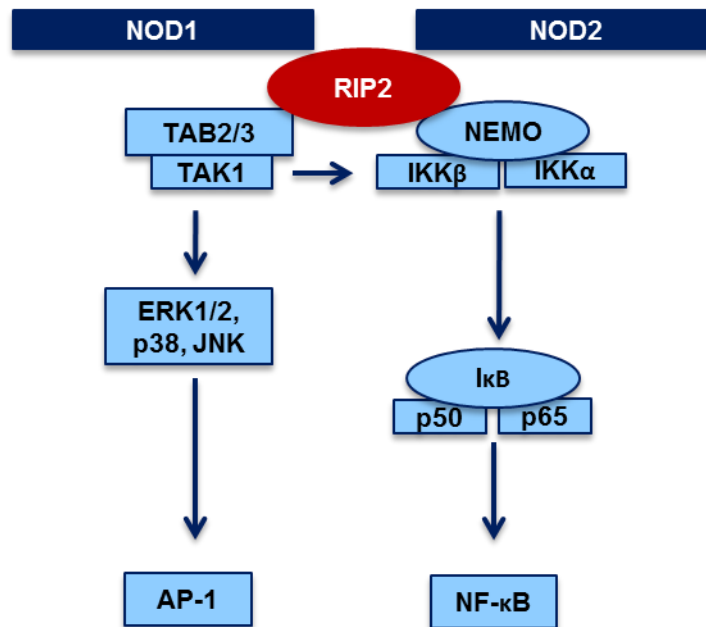 NOD1
NOD2
RIP2
TAB2/3
NEMO
TAK1
IKKβ
IKKα
ERK1/2,
p38, JNK
IκB
p50
p65
AP-1
NF-κB